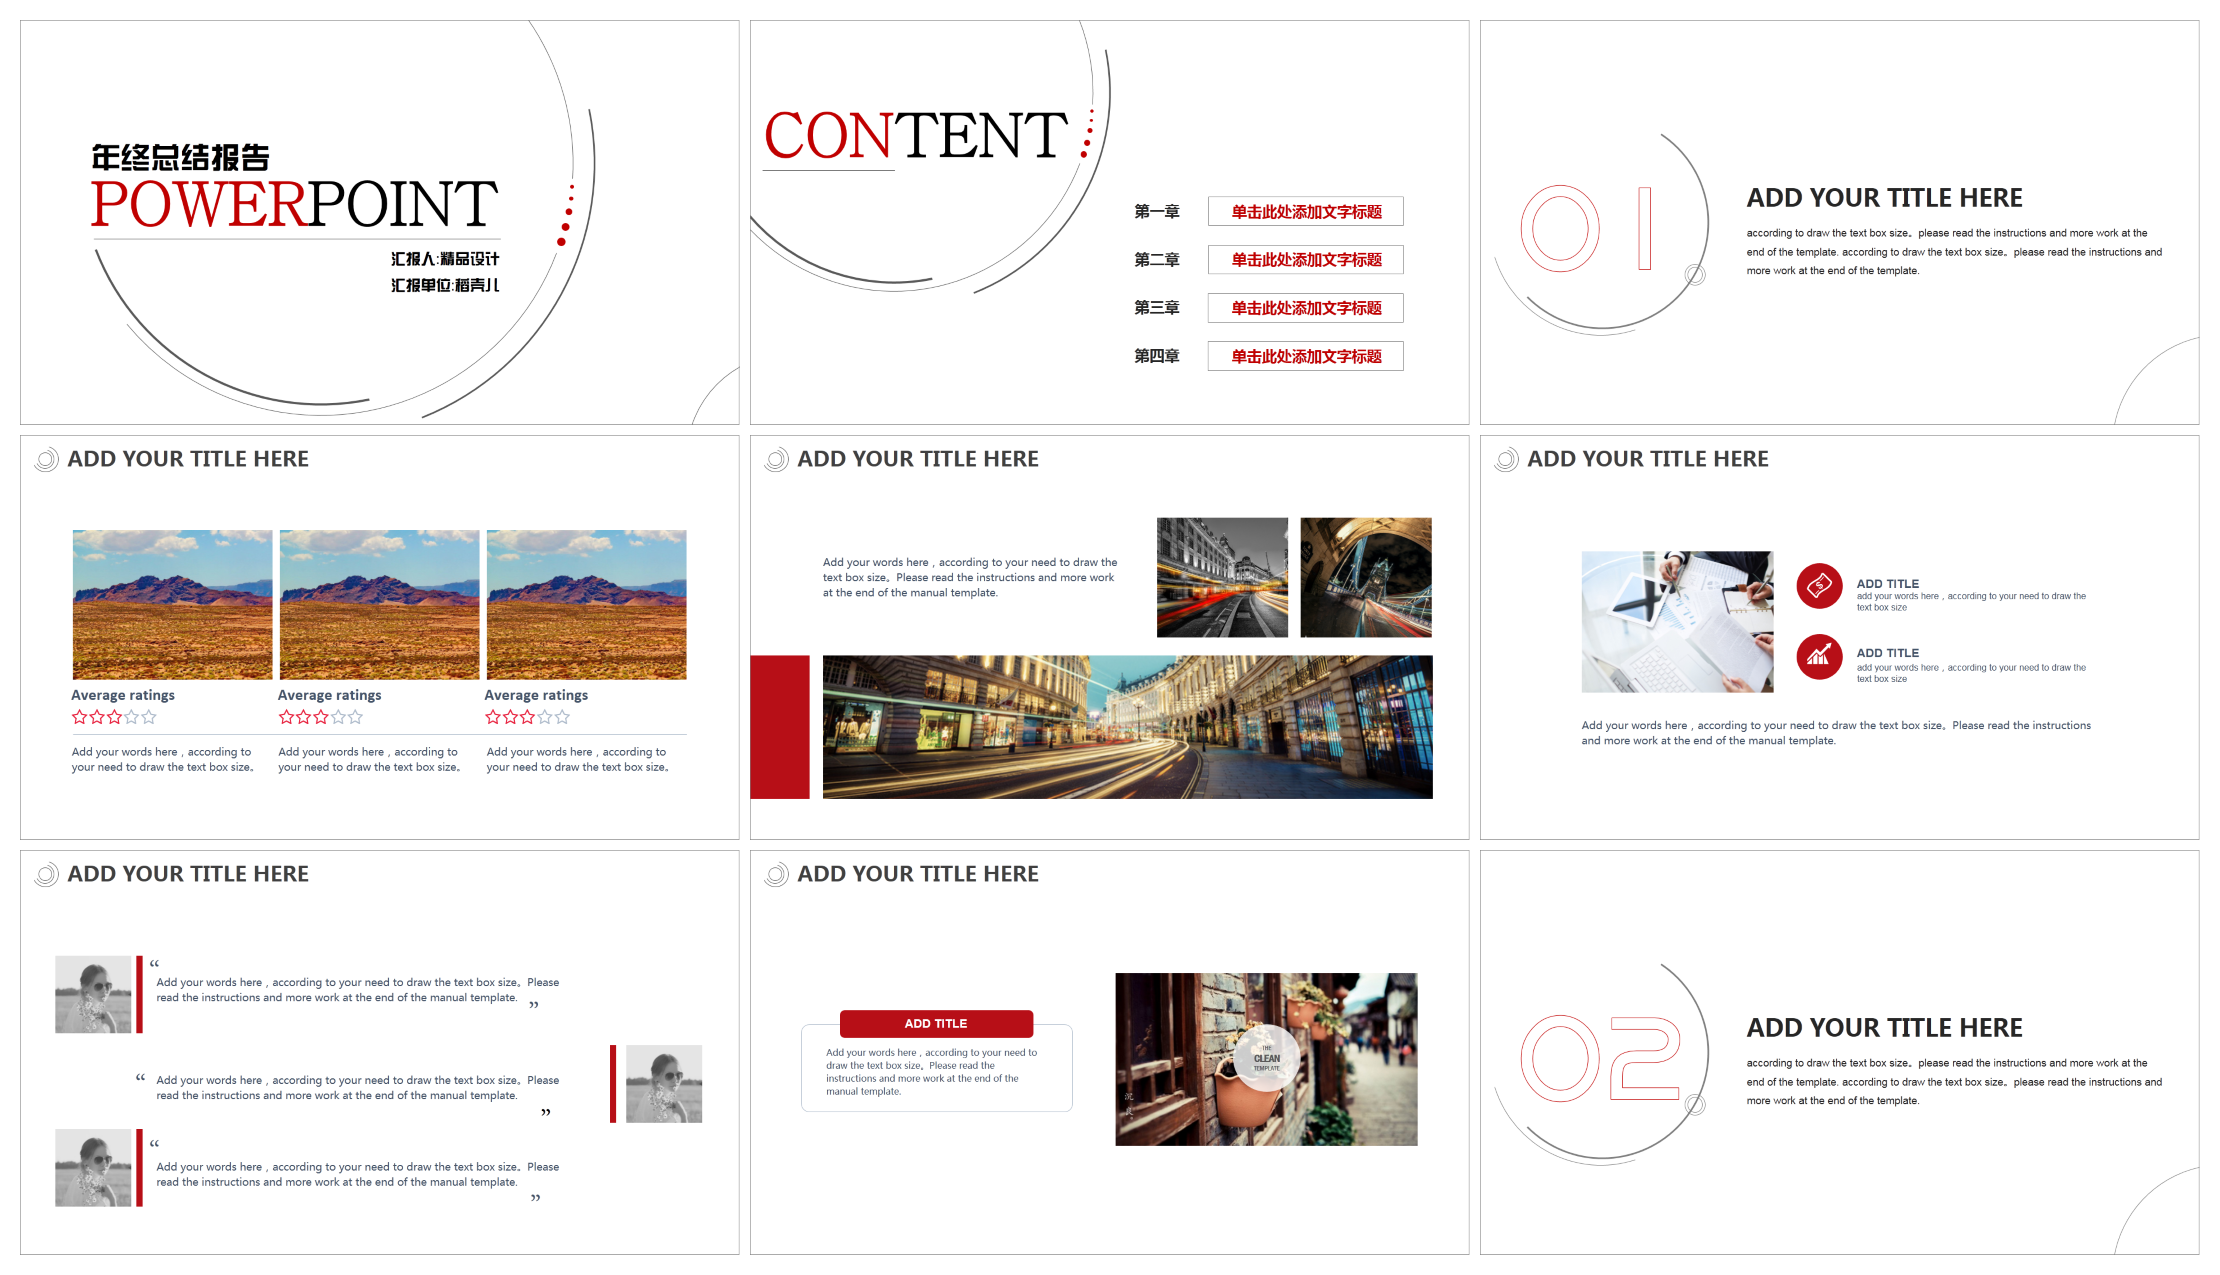 年终总结报告
POWERPOINT
汇报人:精品设计
汇报单位:稻壳儿
CONTENT
第一章 单击此处添加文字标题
第二章 单击此处添加文字标题
第三章 单击此处添加文字标题
第四章 单击此处添加文字标题
01
ADD YOUR TITLE HERE
according to draw the text box size。please read the instructions and more work at the
end of the template. according to draw the text box size。please read the instructions and
more work at the end of the template.
ADD YOUR TITLE HERE
Average ratings
Add your words here，according to
your need to draw the text box size。
Average ratings
Add your words here，according to
your need to draw the text box size。
Average ratings
Add your words here，according to
your need to draw the text box size。
ADD YOUR TITLE HERE
Add your words here，according to your need to draw the
text box size。Please read the instructions and more work
at the end of the manual template.
ADD YOUR TITLE HERE
ADD TITLE
add your words here，according to your need to draw the
text box size
ADD TITLE
add your words here，according to your need to draw the
text box size
Add your words here，according to your need to draw the text box size。Please read the instructions
and more work at the end of the manual template.
ADD YOUR TITLE HERE
“
Add your words here，according to your need to draw the text box size。Please
read the instructions and more work at the end of the manual template. ”
“ Add your words here，according to your need to draw the text box size。Please
read the instructions and more work at the end of the manual template.
”
“
Add your words here，according to your need to draw the text box size。Please
read the instructions and more work at the end of the manual template.
”
ADD YOUR TITLE HERE
ADD TITLE
Add your words here，according to your need to
draw the text box size。Please read the
instructions and more work at the end of the
manual template.
THE
CLEAN
TEMPLATE
02
ADD YOUR TITLE HERE
according to draw the text box size。please read the instructions and more work at the
end of the template. according to draw the text box size。please read the instructions and
more work at the end of the template.